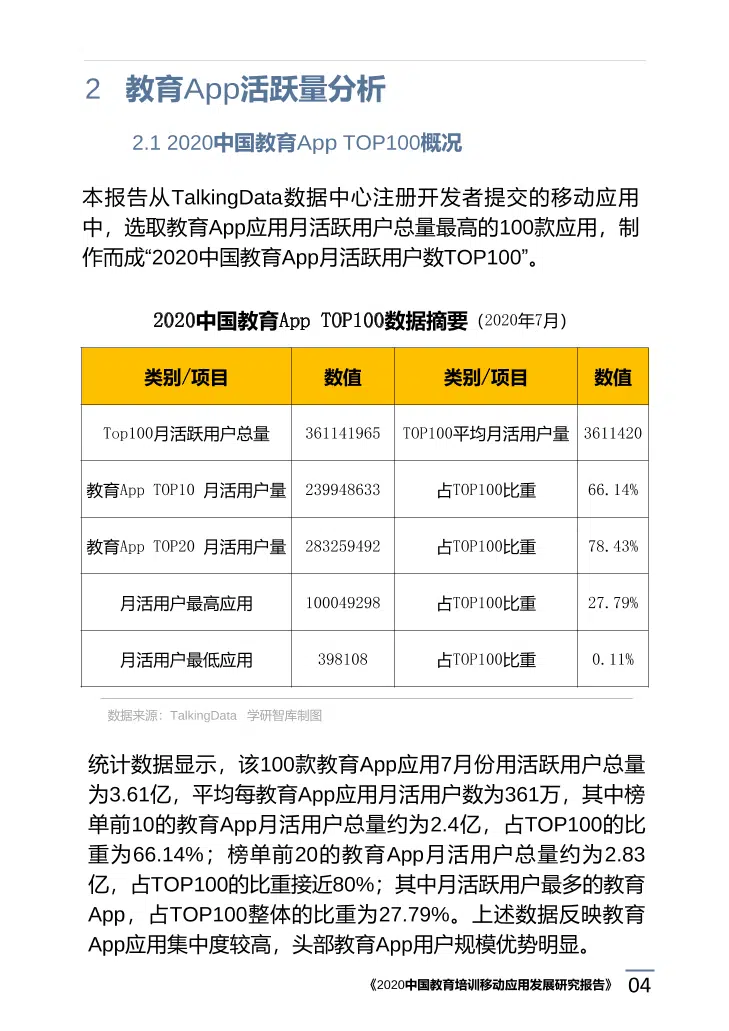 2 教育App活跃量分析
2.1 2020中国教育App TOP100概况
本报告从TalkingData数据中心注册开发者提交的移动应用
中，选取教育App应用月活跃用户总量最高的100款应用，制
作而成“2020中国教育App月活跃用户数TOP100”。
2020中国教育App TOP100数据摘要（2020年7月）
类别/项目 数值 类别/项目 数值
Top100月活跃用户总量 361141965 TOP100平均月活用户量 3611420
教育App TOP10 月活用户量 239948633 占TOP100比重 66.14%
教育App TOP20 月活用户量 283259492 占TOP100比重 78.43%
月活用户最高应用 100049298 占TOP100比重 27.79%
月活用户最低应用 398108 占TOP100比重 0.11%
数据来源：TalkingData 学研智库制图
统计数据显示，该100款教育App应用7月份用活跃用户总量
为3.61亿，平均每教育App应用月活用户数为361万，其中榜
单前10的教育App月活用户总量约为2.4亿，占TOP100的比
重为66.14%；榜单前20的教育App月活用户总量约为2.83
亿，占TOP100的比重接近80%；其中月活跃用户最多的教育
App，占TOP100整体的比重为27.79%。上述数据反映教育
App应用集中度较高，头部教育App用户规模优势明显。
《2020中国教育培训移动应用发展研究报告》 04